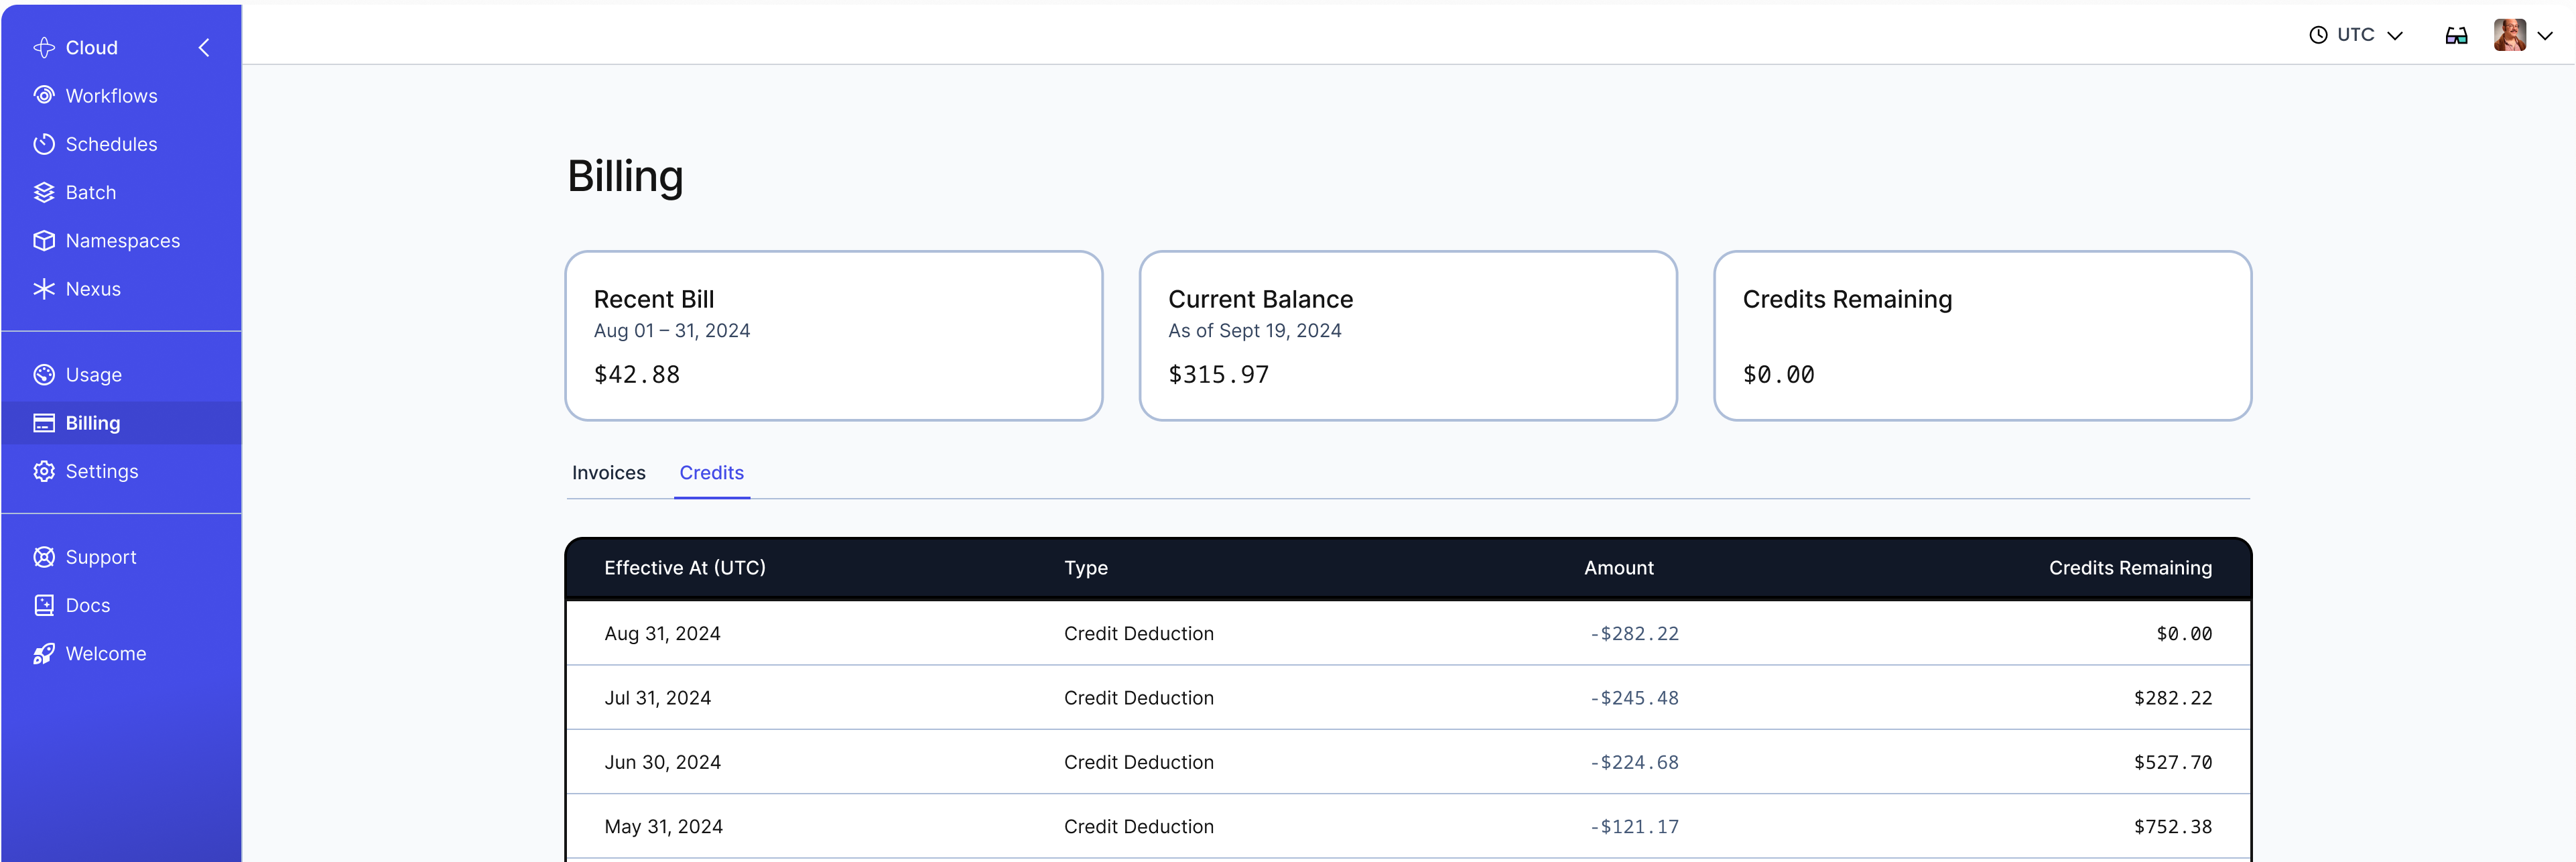 Cloud
UTC
Workflows
Schedules
Batch
Namespaces
Nexus
Usage
Billing
Settings
Support
Docs
Welcome
Billing
Recent Bill
Aug 01 – 31, 2024
$42.88
Current Balance
As of Sept 19, 2024
$315.97
Credits Remaining
$0.00
Invoices Credits
Effective At (UTC) Type Amount Credits Remaining
Aug 31, 2024 Credit Deduction -$282.22 $0.00
Jul 31, 2024 Credit Deduction -$245.48 $282.22
Jun 30, 2024 Credit Deduction -$224.68 $527.70
May 31, 2024 Credit Deduction -$121.17 $752.38